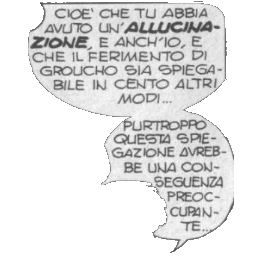 CIOE' CHE TU ABBIA
AVUTO UN'ALLUCINA-
ZIONE, E ANCH'IO, E
CHE IL FERIMENTO DI
GROUCHO SIA SPIEGA-
BILE IN CENTO ALTRI
MODI...
PURTROPPO
QUESTA SPIE-
GAZIONE AVREB-
BE UNA CON-
SEGUENZA
PREOC-
CUPAN-
TE...